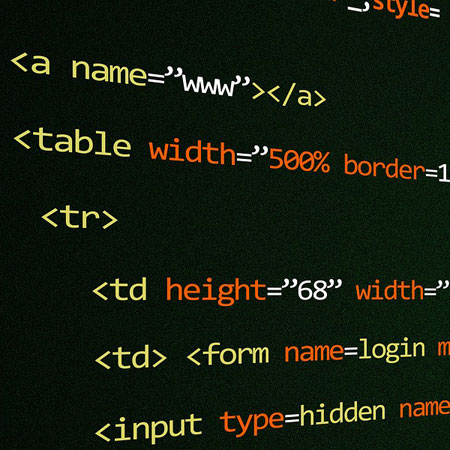 _,style=
<a name=”www”></a>
<table width=”500% border=1
<tr>
<td height=”68” width=”
<td> <form name=login m
<input type=hidden name